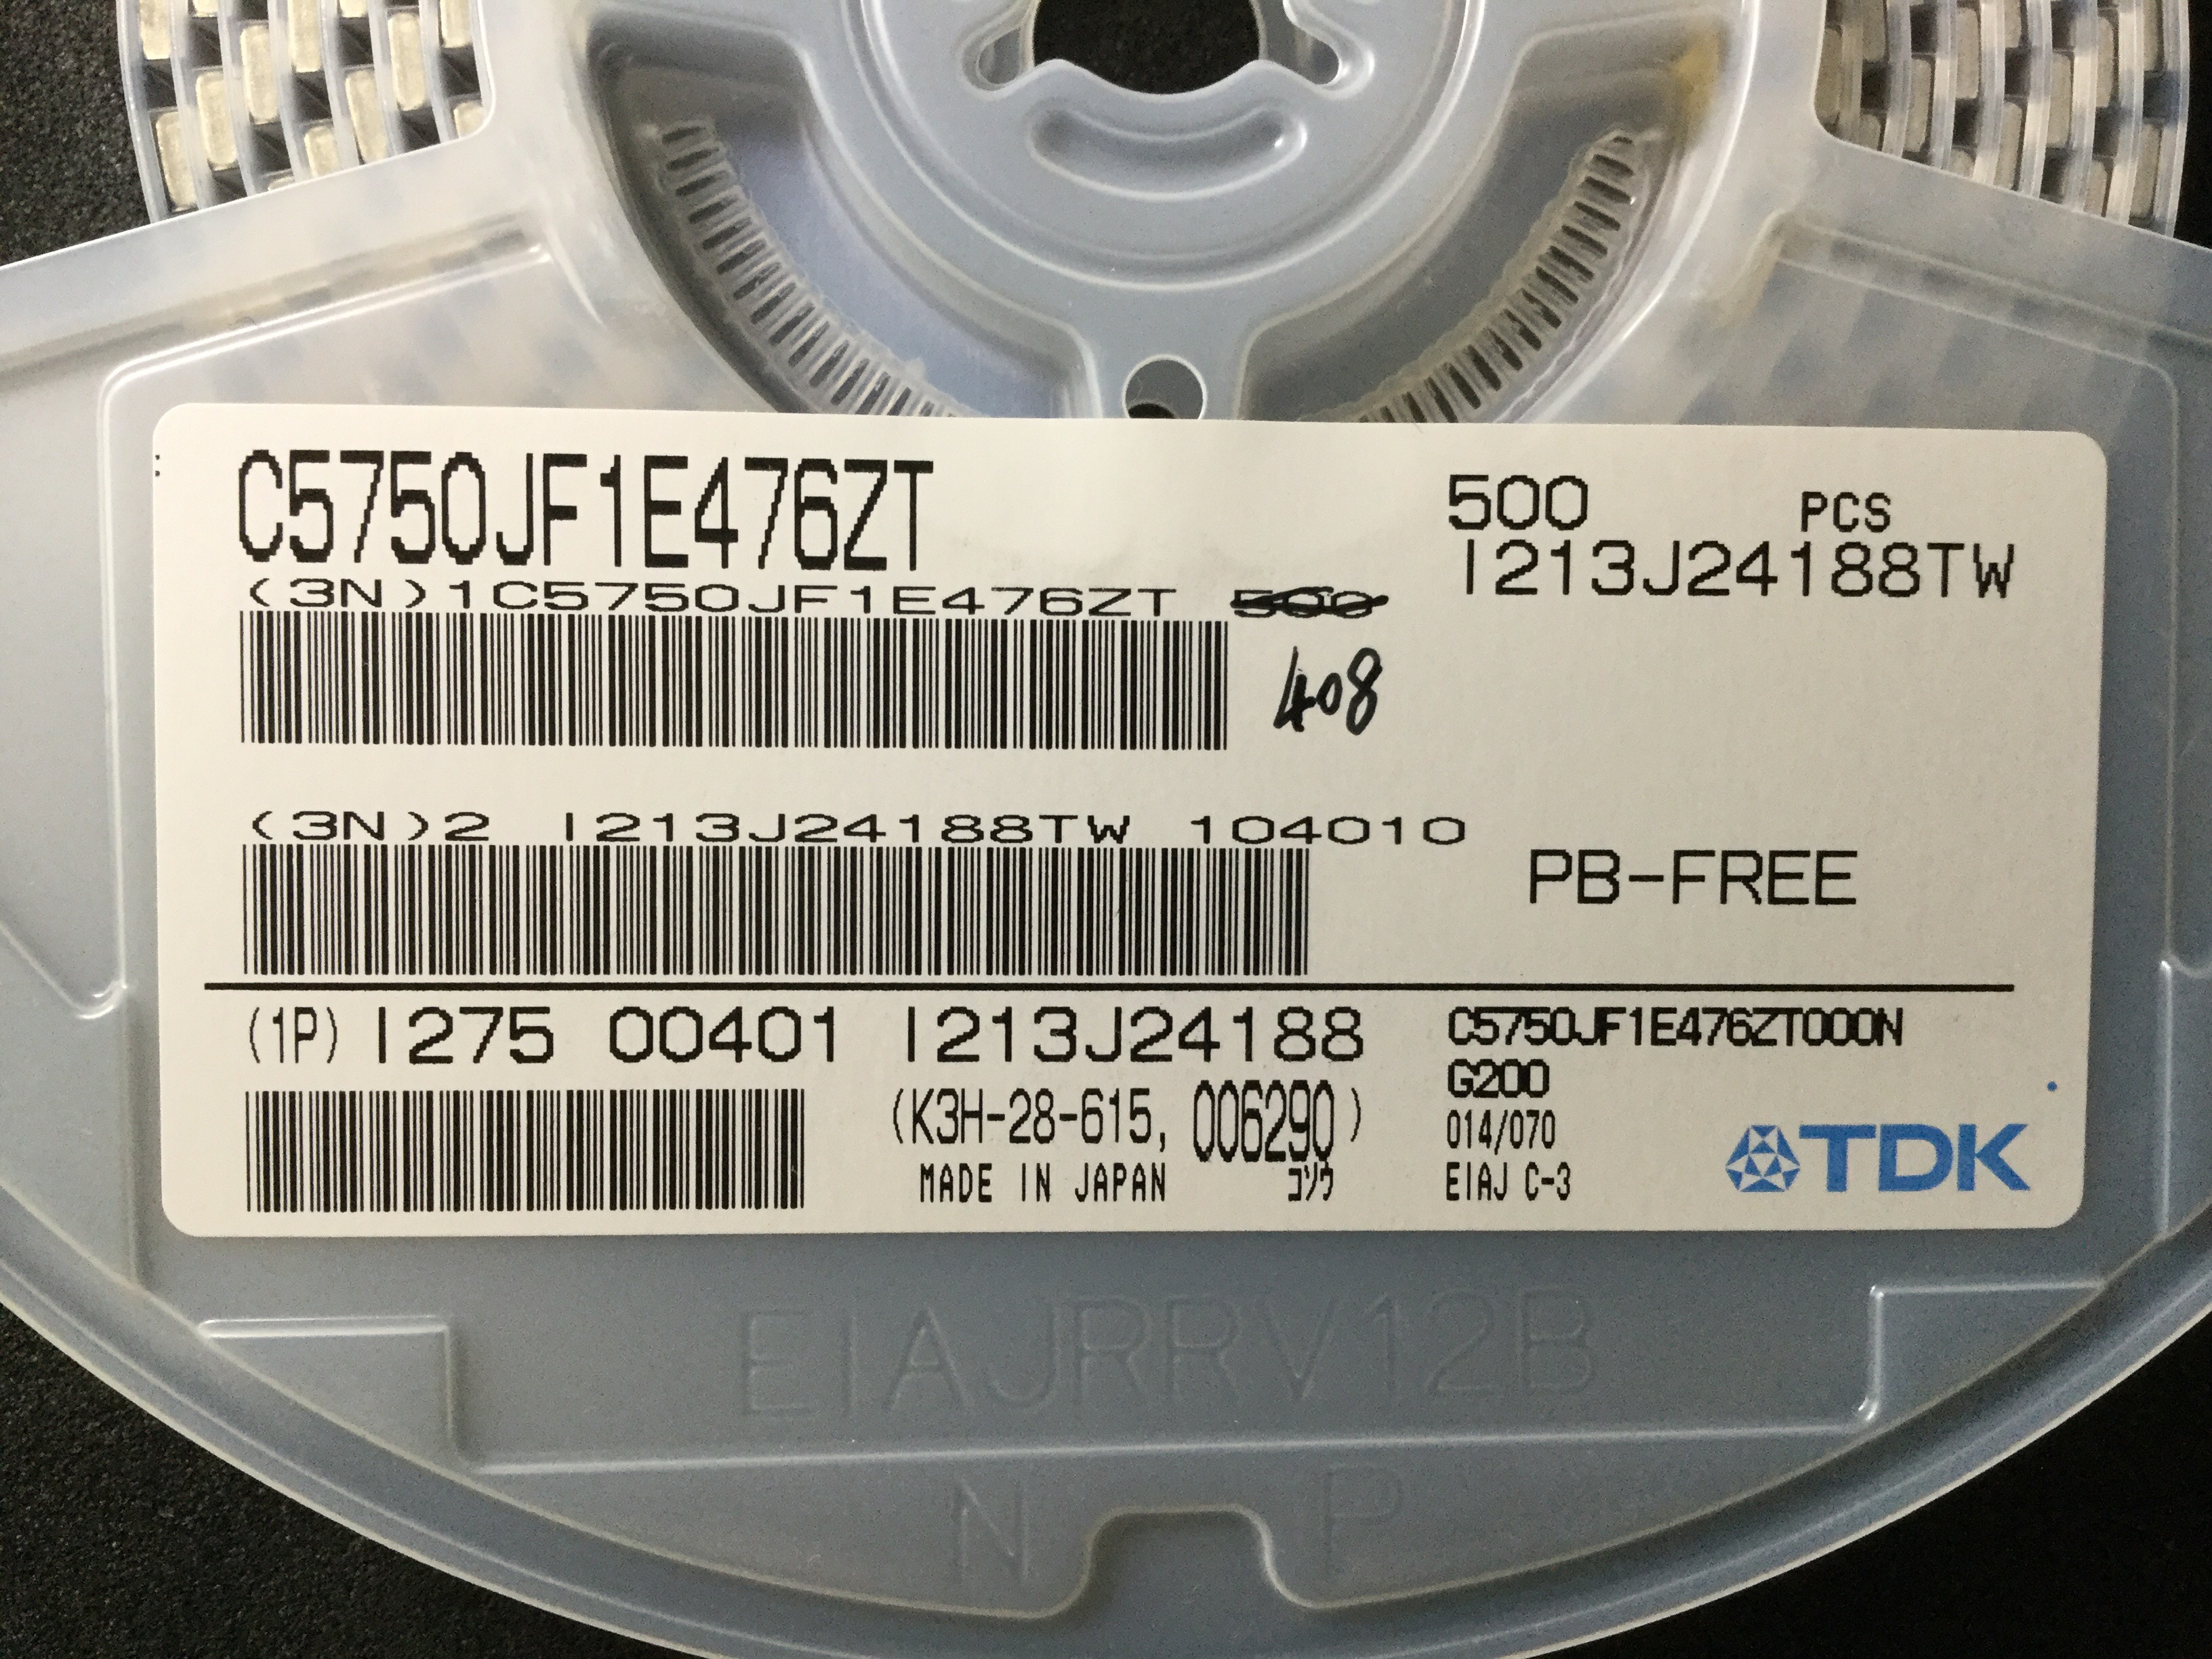 C5750JF1E476ZT
500 PCS
I213J24188TW
(3N)1C5750JF1E476ZT 500
408
(3N)2 I213J24188TW 104010
PB-FREE
(1P) I275 00401 I213J24188
(K3H-28-615, 006290)
MADE IN JAPAN コソウ
C5750JF1E476ZT000N
G200
014/070
EIAJ C-3
TDK
EIAJRRV12B
N P